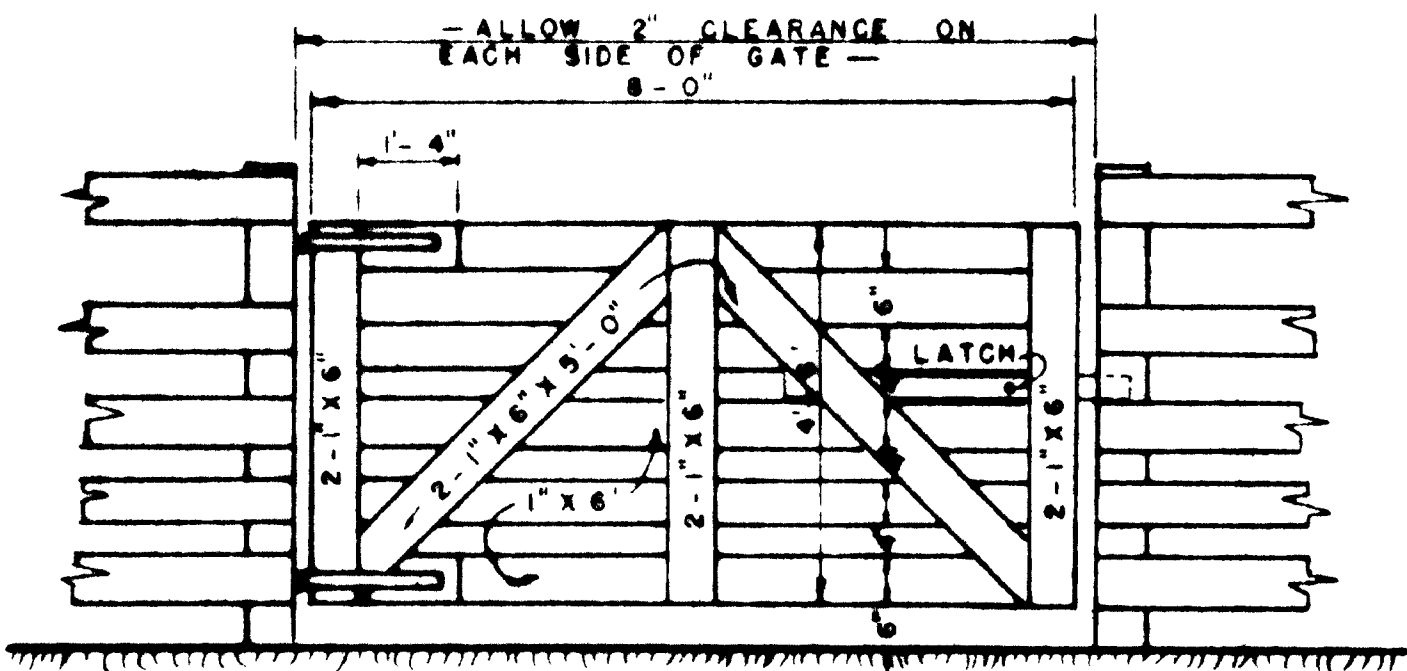 — ALLOW 2" CLEARANCE ON
EACH SIDE OF GATE —
8 - 0"
1'- 4"
6"
LATCH
2 - 1" X 6"
2 - 1" X 6" X 5'- 0"
2 - 1" X 6"
2 - 1" X 6"
1" X 6'
6"